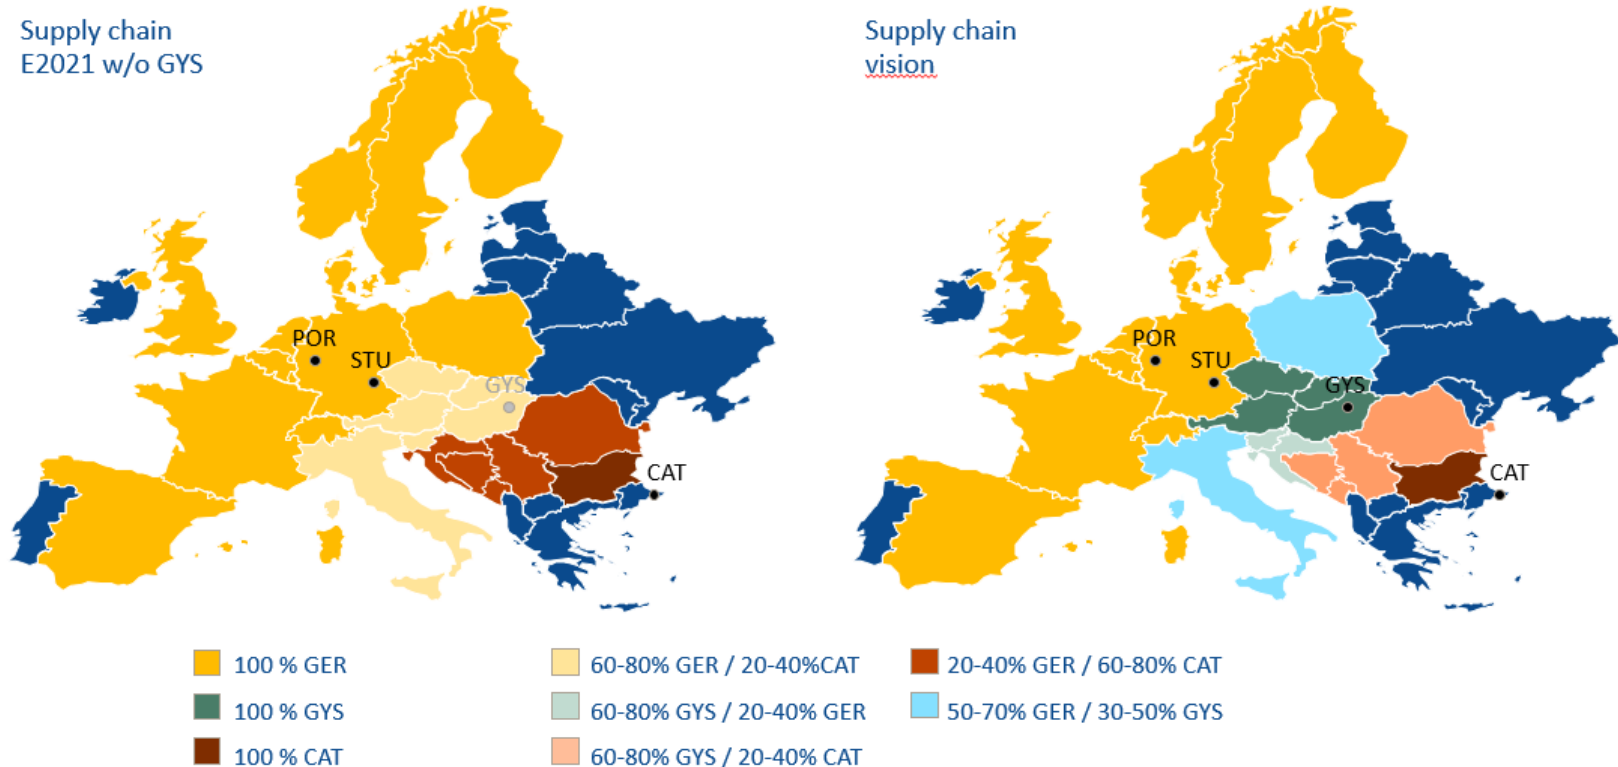 Supply chain
E2021 w/o GYS
Supply chain
vision
POR
STU
GYS
CAT
POR
STU
GYS
CAT
100 % GER
60-80% GER / 20-40%CAT
20-40% GER / 60-80% CAT
100 % GYS
60-80% GYS / 20-40% GER
50-70% GER / 30-50% GYS
100 % CAT
60-80% GYS / 20-40% CAT